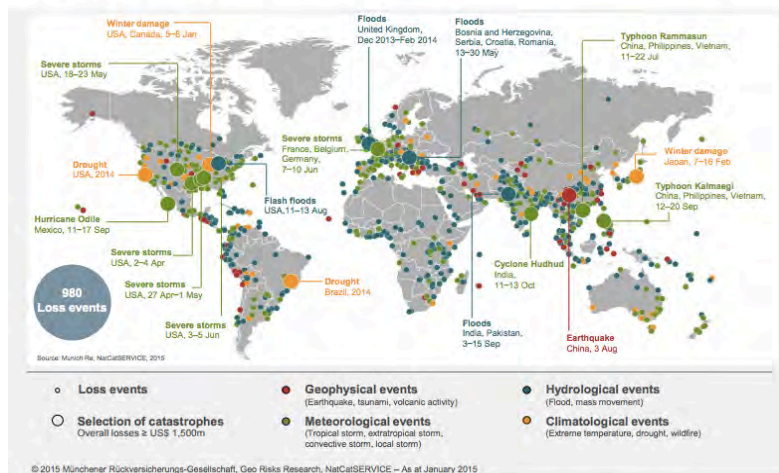 Winter damage
USA, Canada, 5–8 Jan
Floods
United Kingdom,
Dec 2013–Feb 2014
Floods
Bosnia and Herzegovina,
Serbia, Croatia, Romania,
13–30 May
Typhoon Rammasun
China, Philippines, Vietnam,
11–22 Jul
Severe storms
USA, 18–23 May
Severe storms
France, Belgium,
Germany,
7–10 Jun
Winter damage
Japan, 7–16 Feb
Drought
USA, 2014
Typhoon Kalmaegi
China, Philippines, Vietnam,
12–20 Sep
Flash floods
USA, 11–13 Aug
Hurricane Odile
Mexico, 11–17 Sep
Severe storms
USA, 2–4 Apr
Cyclone Hudhud
India,
11–13 Oct
Severe storms
USA, 27 Apr–1 May
Drought
Brazil, 2014
980
Loss events
Severe storms
USA, 3–5 Jun
Floods
India, Pakistan,
3–15 Sep
Earthquake
China, 3 Aug
Source: Munich Re, NatCatSERVICE, 2015
Loss events
Selection of catastrophes
Overall losses ≥ US$ 1,500m
Geophysical events
(Earthquake, tsunami, volcanic activity)
Meteorological events
(Tropical storm, extratropical storm,
convective storm, local storm)
Hydrological events
(Flood, mass movement)
Climatological events
(Extreme temperature, drought, wildfire)
© 2015 Münchener Rückversicherungs-Gesellschaft, Geo Risks Research, NatCatSERVICE – As at January 2015